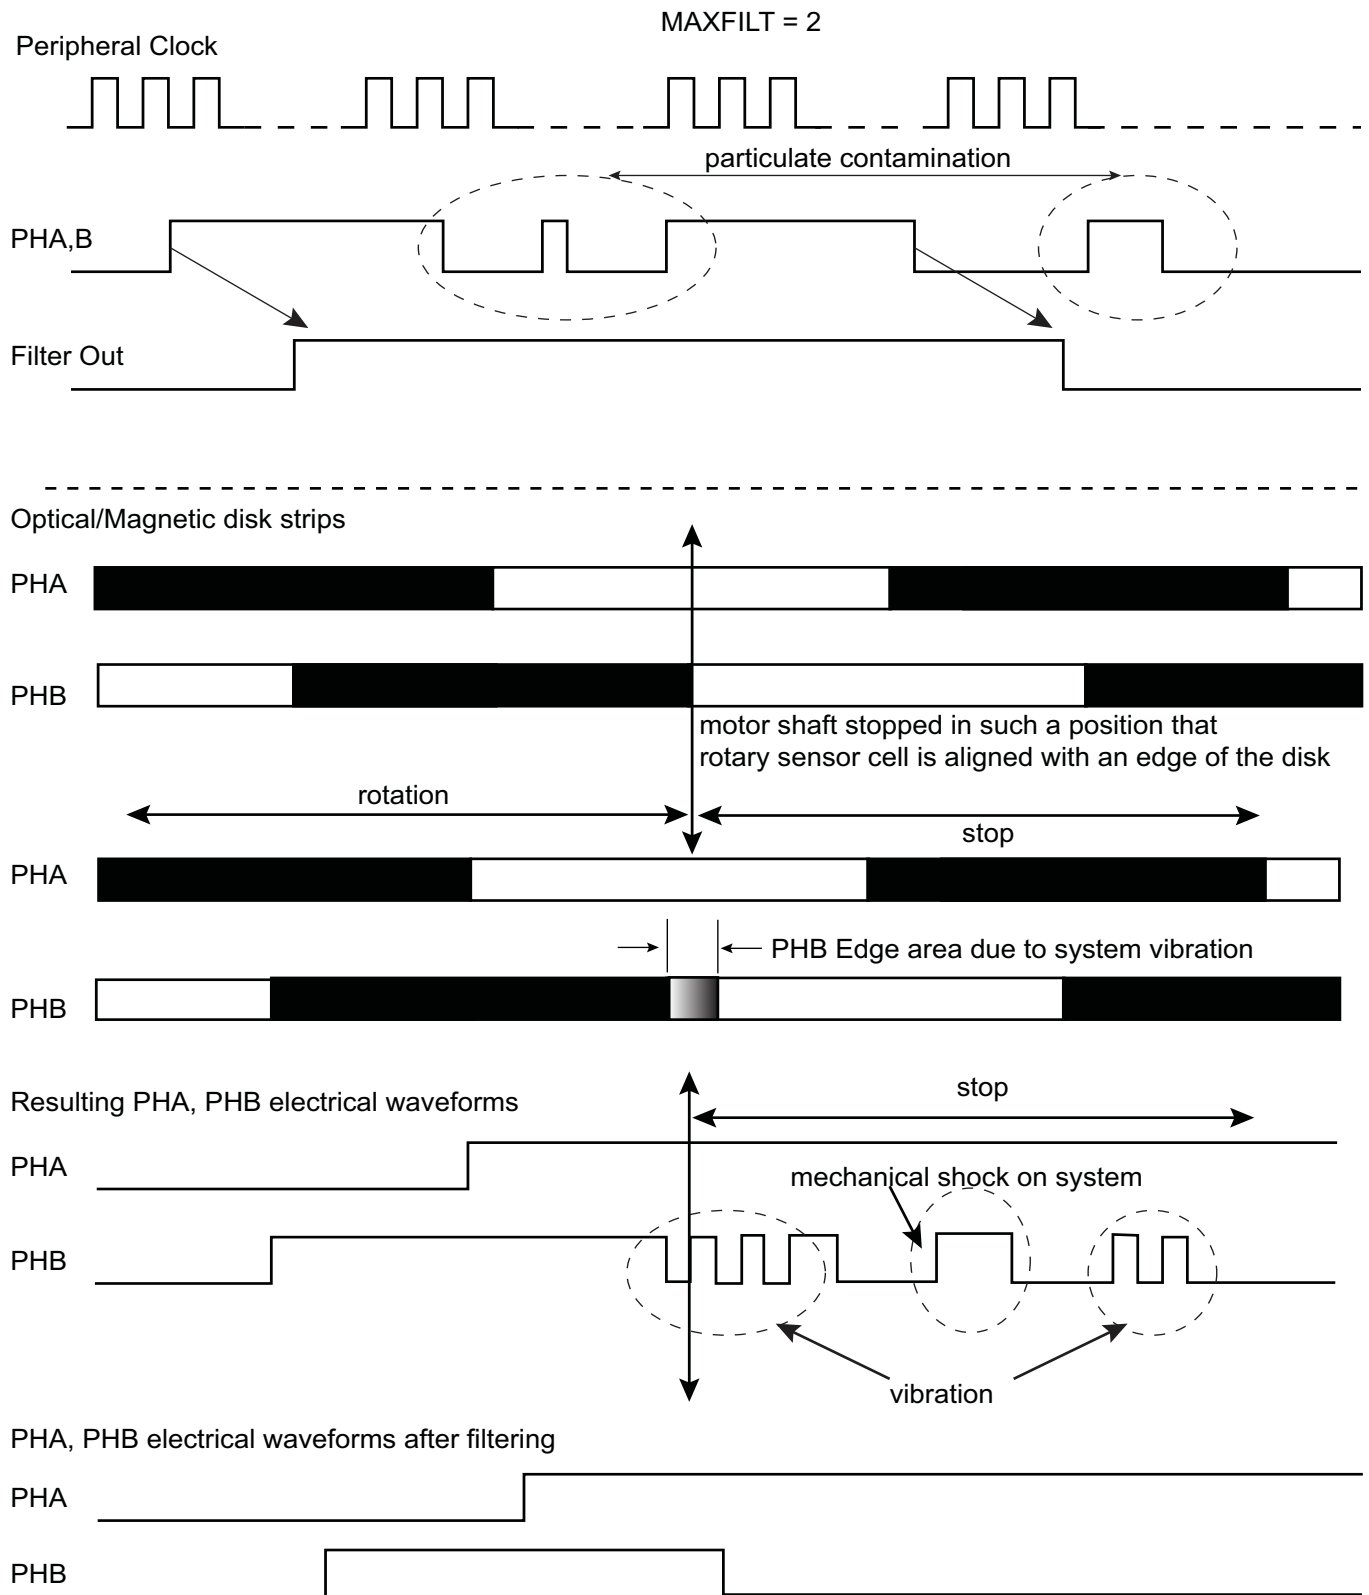 MAXFILT = 2
Peripheral Clock
particulate contamination
PHA,B
Filter Out
Optical/Magnetic disk strips
PHA
PHB
motor shaft stopped in such a position that
rotary sensor cell is aligned with an edge of the disk
rotation
stop
PHA
PHB Edge area due to system vibration
PHB
stop
Resulting PHA, PHB electrical waveforms
PHA
mechanical shock on system
PHB
vibration
PHA, PHB electrical waveforms after filtering
PHA
PHB